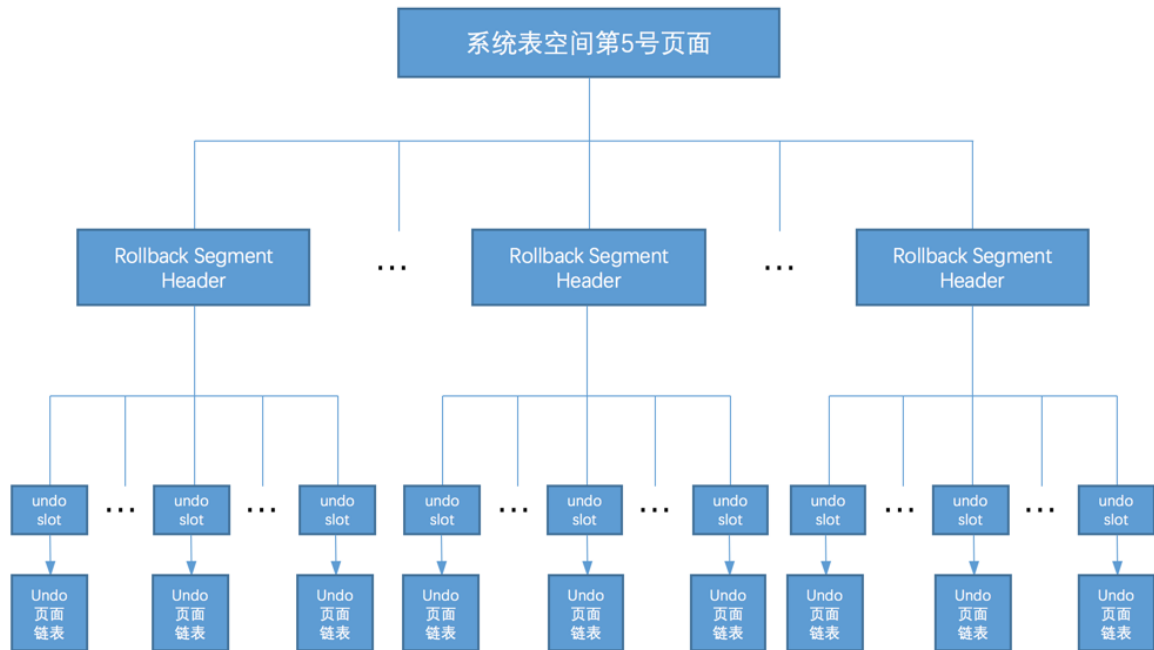 系统表空间第5号页面
Rollback Segment
Header
...
Rollback Segment
Header
...
Rollback Segment
Header
undo
slot
...
undo
slot
...
undo
slot
undo
slot
...
undo
slot
...
undo
slot
undo
slot
...
undo
slot
...
undo
slot
Undo
页面
链表
Undo
页面
链表
Undo
页面
链表
Undo
页面
链表
Undo
页面
链表
Undo
页面
链表
Undo
页面
链表
Undo
页面
链表
Undo
页面
链表